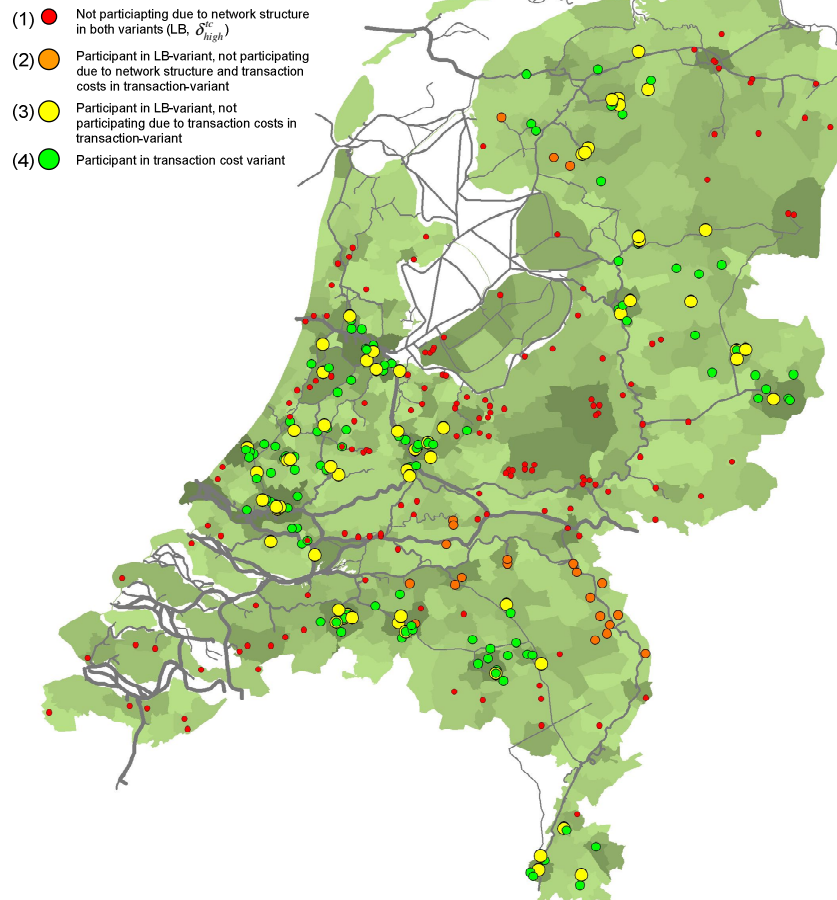 (1) Not particiapting due to network structure
in both variants (LB, δ^{tc}_{high})
(2) Participant in LB-variant, not participating
due to network structure and transaction
costs in transaction-variant
(3) Participant in LB-variant, not
participating due to transaction costs in
transaction-variant
(4) Participant in transaction cost variant